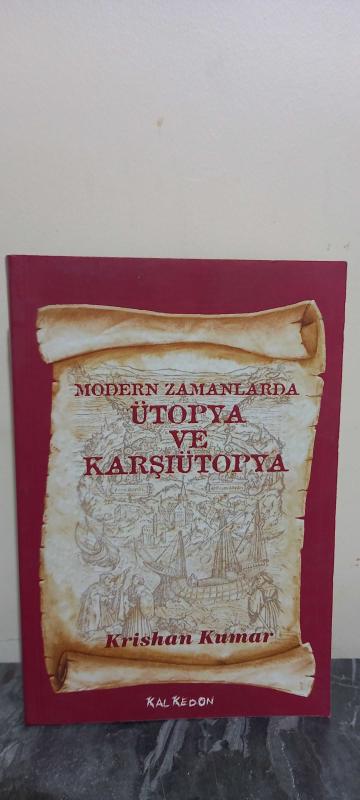 MODERN ZAMANLARDA
ÜTOPYA
VE
KARŞIÜTOPYA
Krishan Kumar
KALKEDON